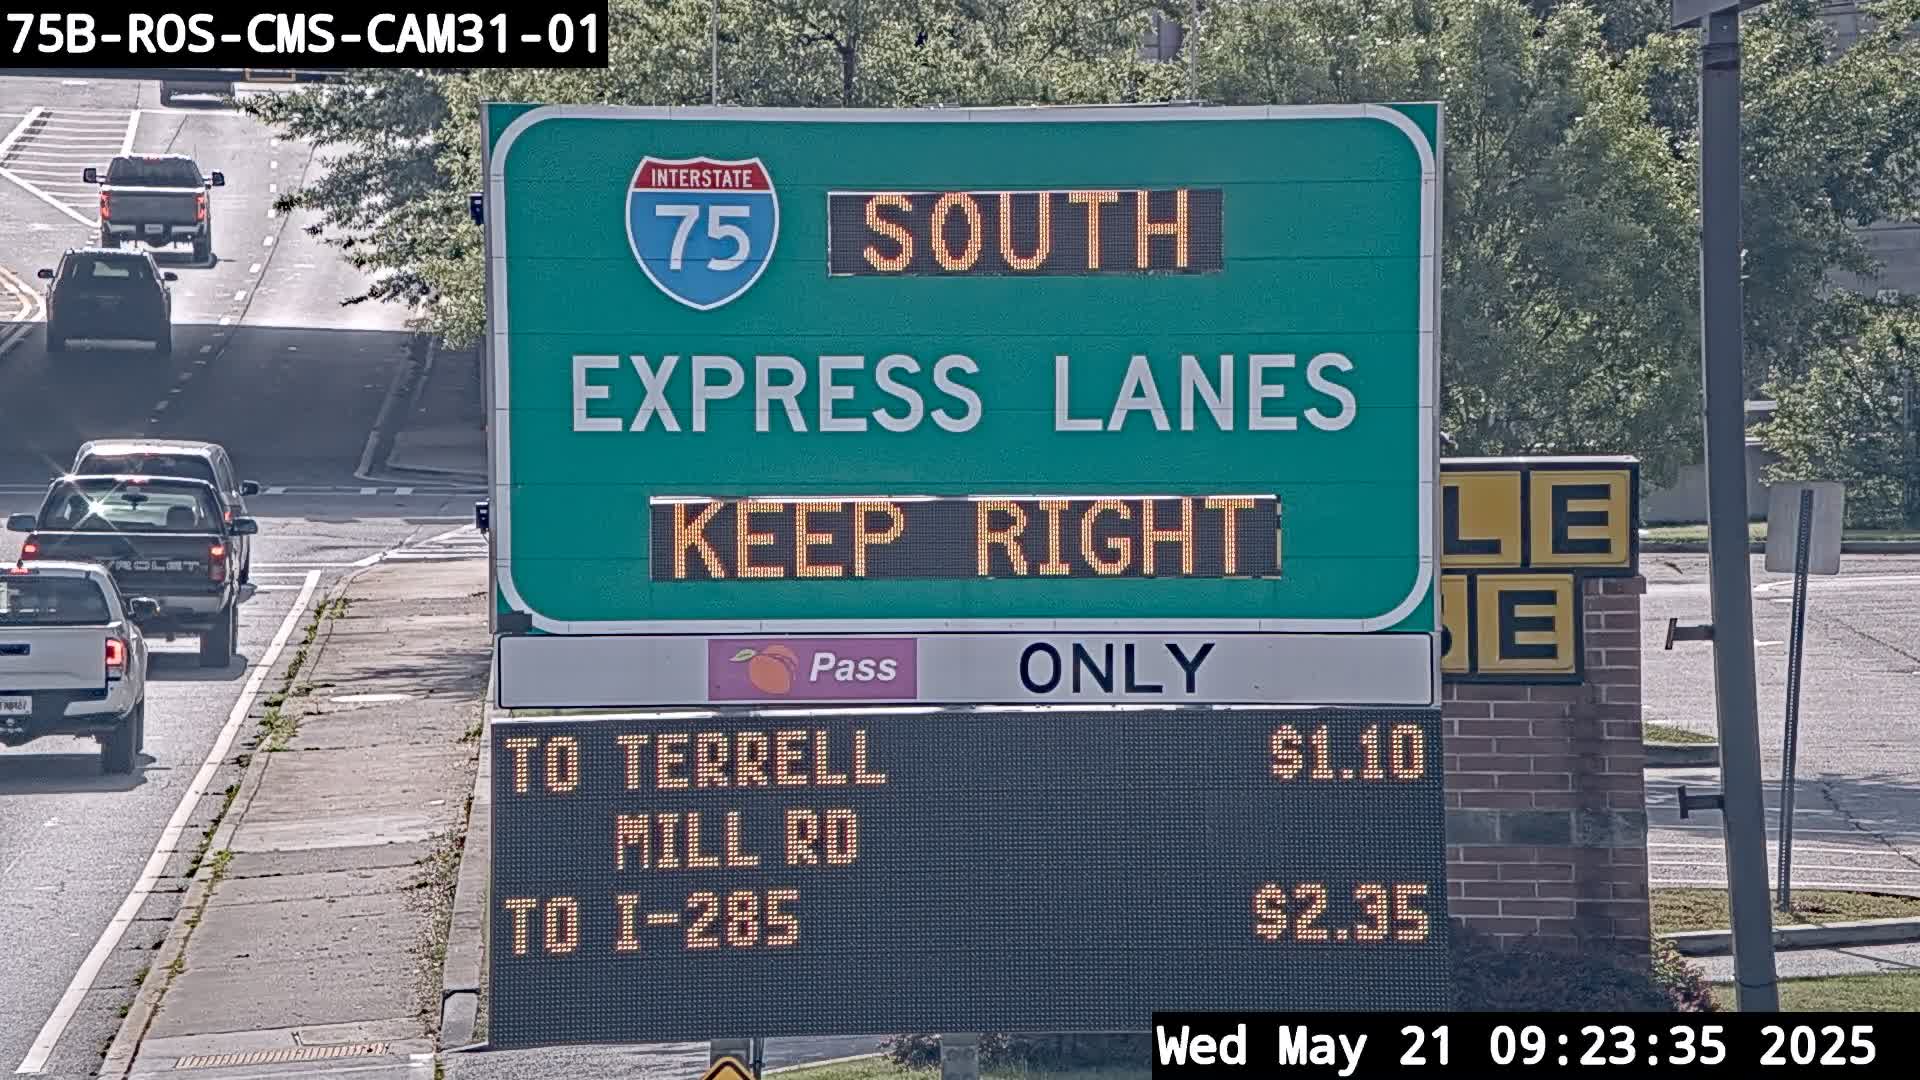 75B-ROS-CMS-CAM31-01
INTERSTATE
75
SOUTH
EXPRESS LANES
KEEP RIGHT
Pass ONLY
TO TERRELL $1.10
MILL RD
TO I-285 $2.35
LE
E
Wed May 21 09:23:35 2025